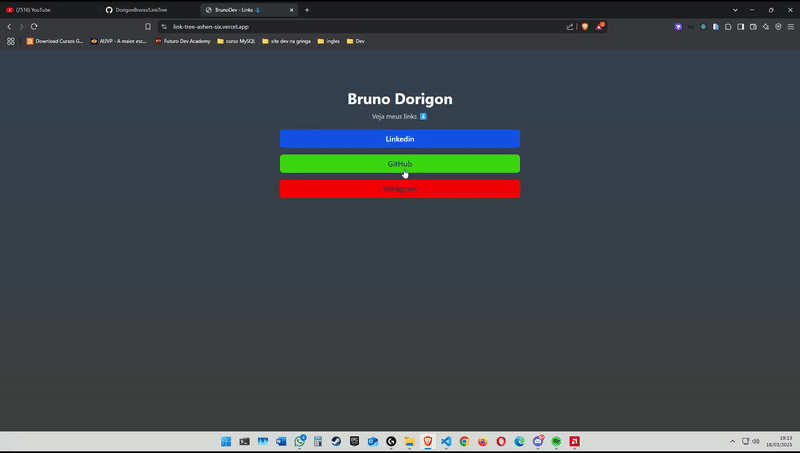 (2516) YouTube
DorigonBruno/LinkTree
BrunoDev - Links
link-tree-ashen-six.vercel.app
Download Cursos G...
AUVP - A maior esc...
Futuro Dev Academy
curso MySQL
site dev na gringa
ingles
Dev
Bruno Dorigon
Veja meus links
Linkedin
GitHub
Instagram
19:13
18/03/2025